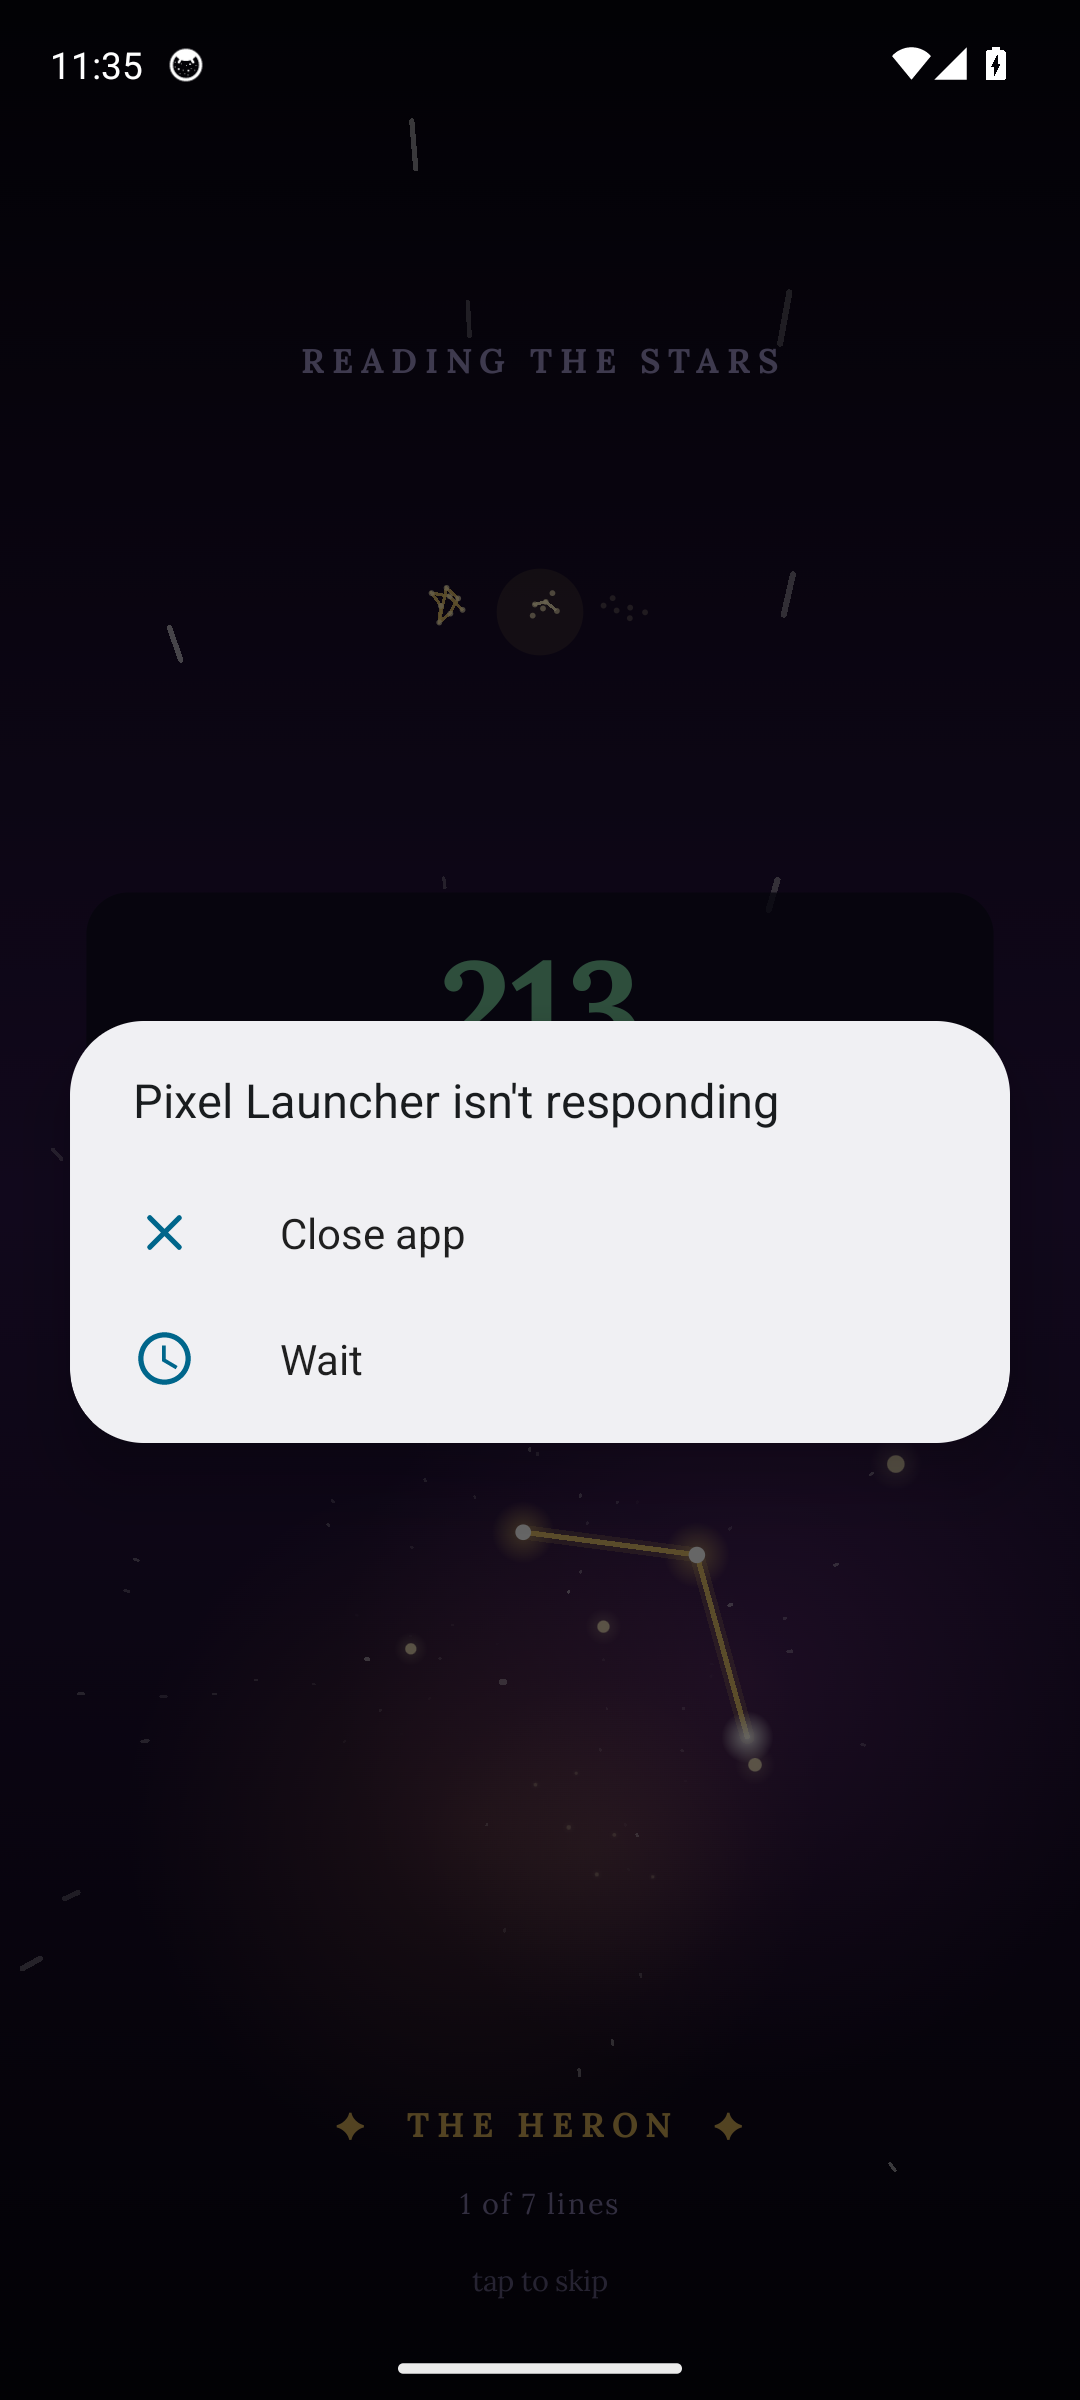 11:35
READING THE STARS
213
Pixel Launcher isn't responding
Close app
Wait
THE HERON
1 of 7 lines
tap to skip